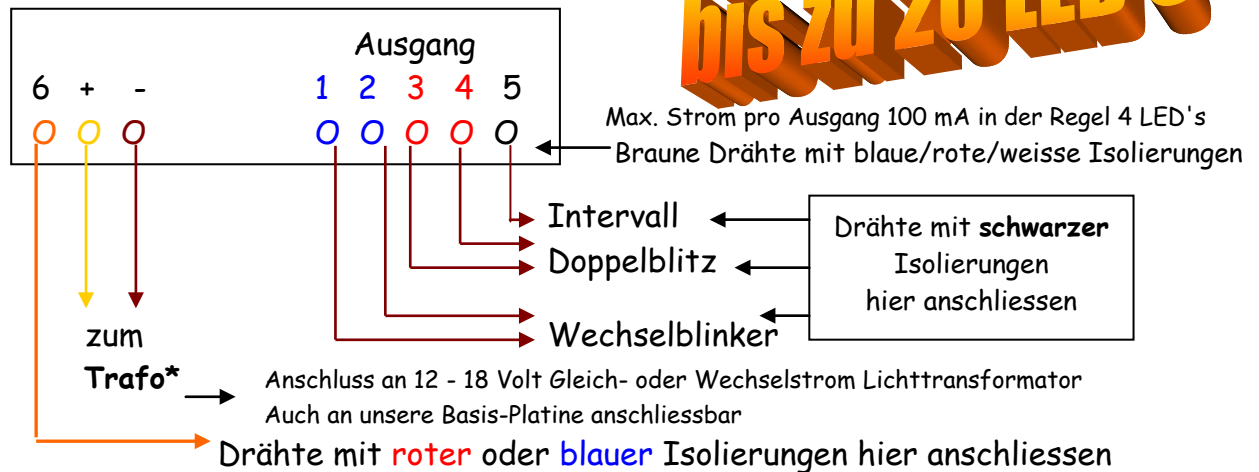 bis zu 20 LED's
Ausgang
6 + - 1 2 3 4 5
O O O O O O O O
Max. Strom pro Ausgang 100 mA in der Regel 4 LED's
Braune Drähte mit blaue/rote/weisse Isolierungen
Intervall
Doppelblitz
Wechselblinker
Drähte mit schwarzer
Isolierungen
hier anschliessen
zum
Trafo*
Anschluss an 12 - 18 Volt Gleich- oder Wechselstrom Lichttransformator
Auch an unsere Basis-Platine anschliessbar
Drähte mit roter oder blauer Isolierungen hier anschliessen